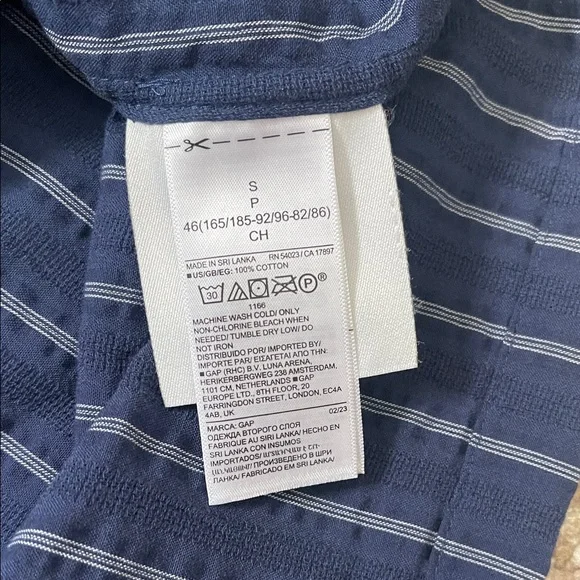 S
P
46(165/185-92/96-82/86)
CH
MADE IN SRI LANKA RN 54023/CA 17897
■US/GB/EG: 100% COTTON
30 P®
1166
MACHINE WASH COLD/ ONLY
NON-CHLORINE BLEACH WHEN
NEEDED/ TUMBLE DRY LOW/ DO
NOT IRON
DISTRIBUIDO POR/ IMPORTED BY/
IMPORTE PAR/ ΕΙΣΑΓΕΤΑΙ ΑΠΟ ΤΗΝ:
■ GAP (RHC) B.V. LUNA ARENA,
HERIKERBERGWEG 238 AMSTERDAM,
1101 CM, NETHERLANDS ■ GAP
EUROPE LTD., 8TH FLOOR, 20
FARRINGDON STREET, LONDON, EC4A
4AB, UK
MARCA: GAP 02/23
ОДЕЖДА ВТОРОГО СЛОЯ
FABRIQUE AU SRI LANKA/ HECHO EN
SRI LANKA CON INSUMOS
IMPORTADOS/
ПРОИЗВЕДЕНО В ШРИ
ЛАНКА/ FABRICADO EM SRI LANKA/